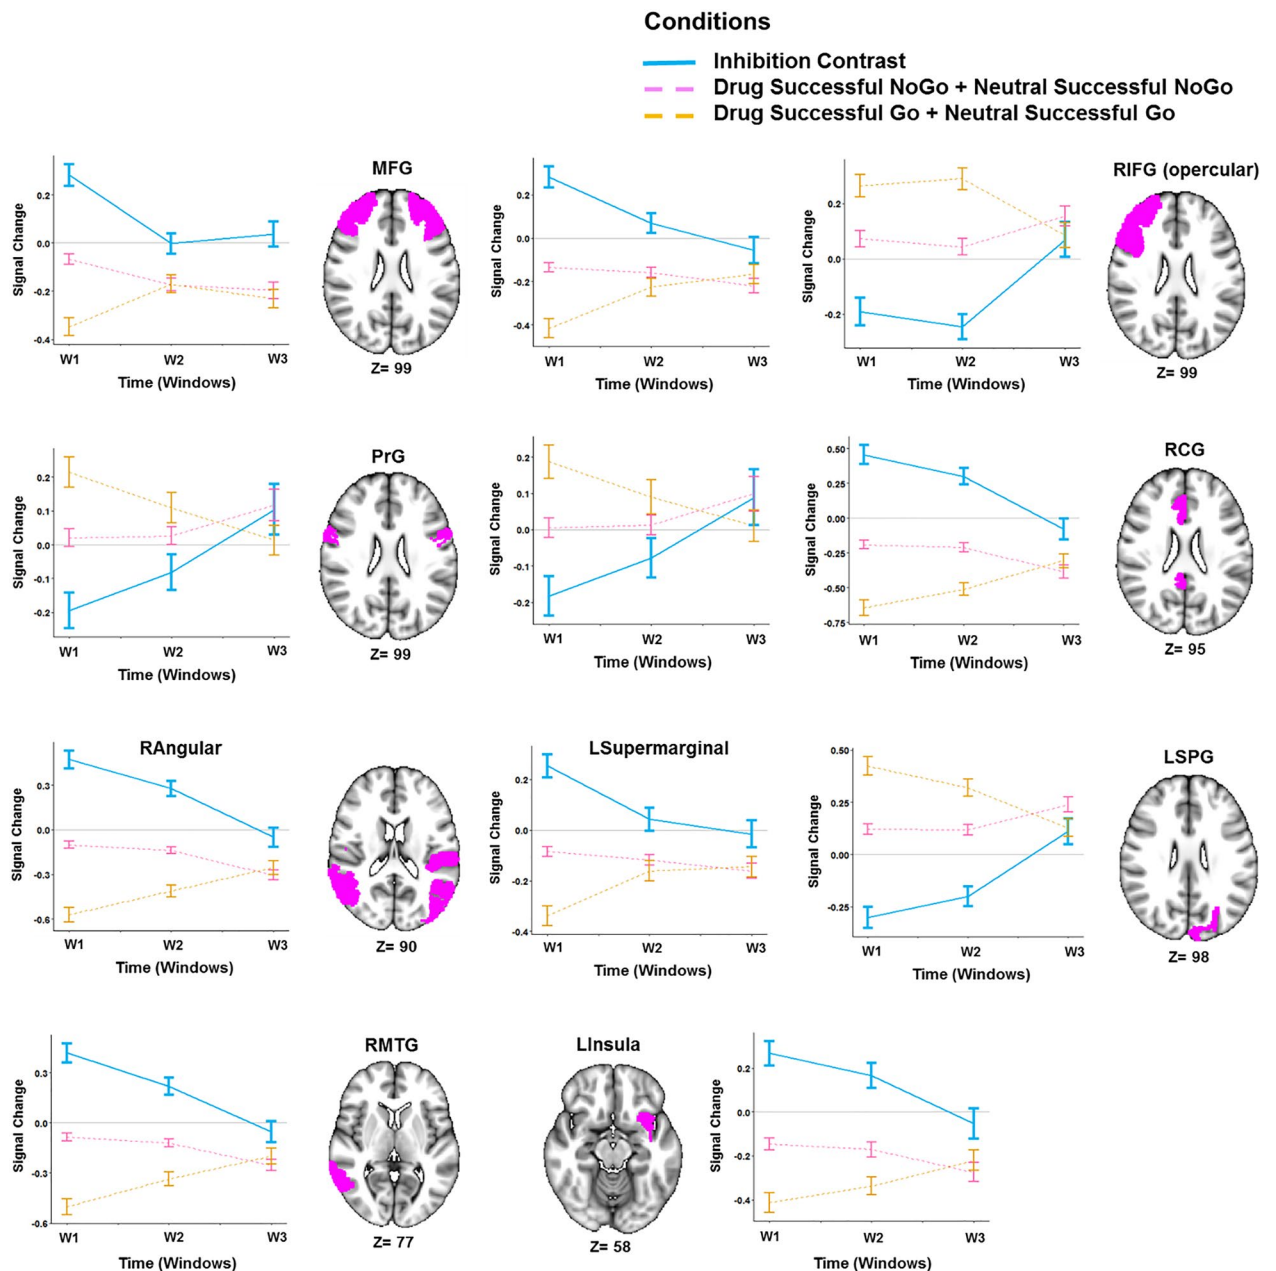 Conditions
Inhibition Contrast
Drug Successful NoGo + Neutral Successful NoGo
Drug Successful Go + Neutral Successful Go
Signal Change
0.2
0.0
-0.2
-0.4
W1 W2 W3
Time (Windows)
MFG
Z= 99
Signal Change
0.2
0.0
-0.2
-0.4
W1 W2 W3
Time (Windows)
Signal Change
0.2
0.0
-0.2
W1 W2 W3
Time (Windows)
RIFG (opercular)
Z= 99
Signal Change
0.2
0.1
0.0
-0.1
-0.2
W1 W2 W3
Time (Windows)
PrG
Z= 99
Signal Change
0.2
0.1
0.0
-0.1
-0.2
W1 W2 W3
Time (Windows)
Signal Change
0.50
0.25
0.00
-0.25
-0.50
-0.75
W1 W2 W3
Time (Windows)
RCG
Z= 95
RAngular
Signal Change
0.3
0.0
-0.3
-0.6
W1 W2 W3
Time (Windows)
Z= 90
LSupermarginal
Signal Change
0.2
0.0
-0.2
-0.4
W1 W2 W3
Time (Windows)
Signal Change
0.50
0.25
0.00
-0.25
W1 W2 W3
Time (Windows)
LSPG
Z= 98
Signal Change
0.3
0.0
-0.3
-0.6
W1 W2 W3
Time (Windows)
RMTG
Z= 77
LInsula
Z= 58
Signal Change
0.2
0.0
-0.2
-0.4
W1 W2 W3
Time (Windows)